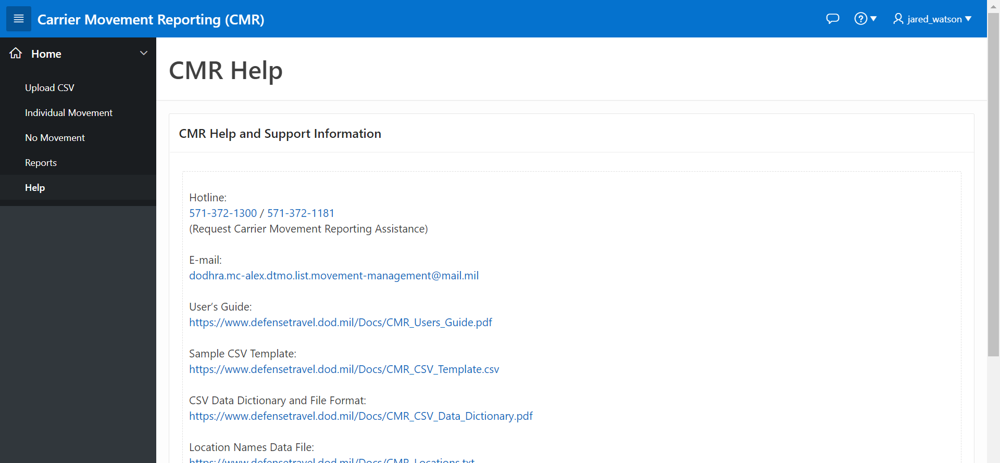 Carrier Movement Reporting (CMR)
jared_watson
Home
Upload CSV
Individual Movement
No Movement
Reports
Help
CMR Help
CMR Help and Support Information
Hotline:
571-372-1300 / 571-372-1181
(Request Carrier Movement Reporting Assistance)
E-mail:
dodhra.mc-alex.dtmo.list.movement-management@mail.mil
User's Guide:
https://www.defensetravel.dod.mil/Docs/CMR_Users_Guide.pdf
Sample CSV Template:
https://www.defensetravel.dod.mil/Docs/CMR_CSV_Template.csv
CSV Data Dictionary and File Format:
https://www.defensetravel.dod.mil/Docs/CMR_CSV_Data_Dictionary.pdf
Location Names Data File:
https://www.defensetravel.dod.mil/Docs/CMR_Locations.txt